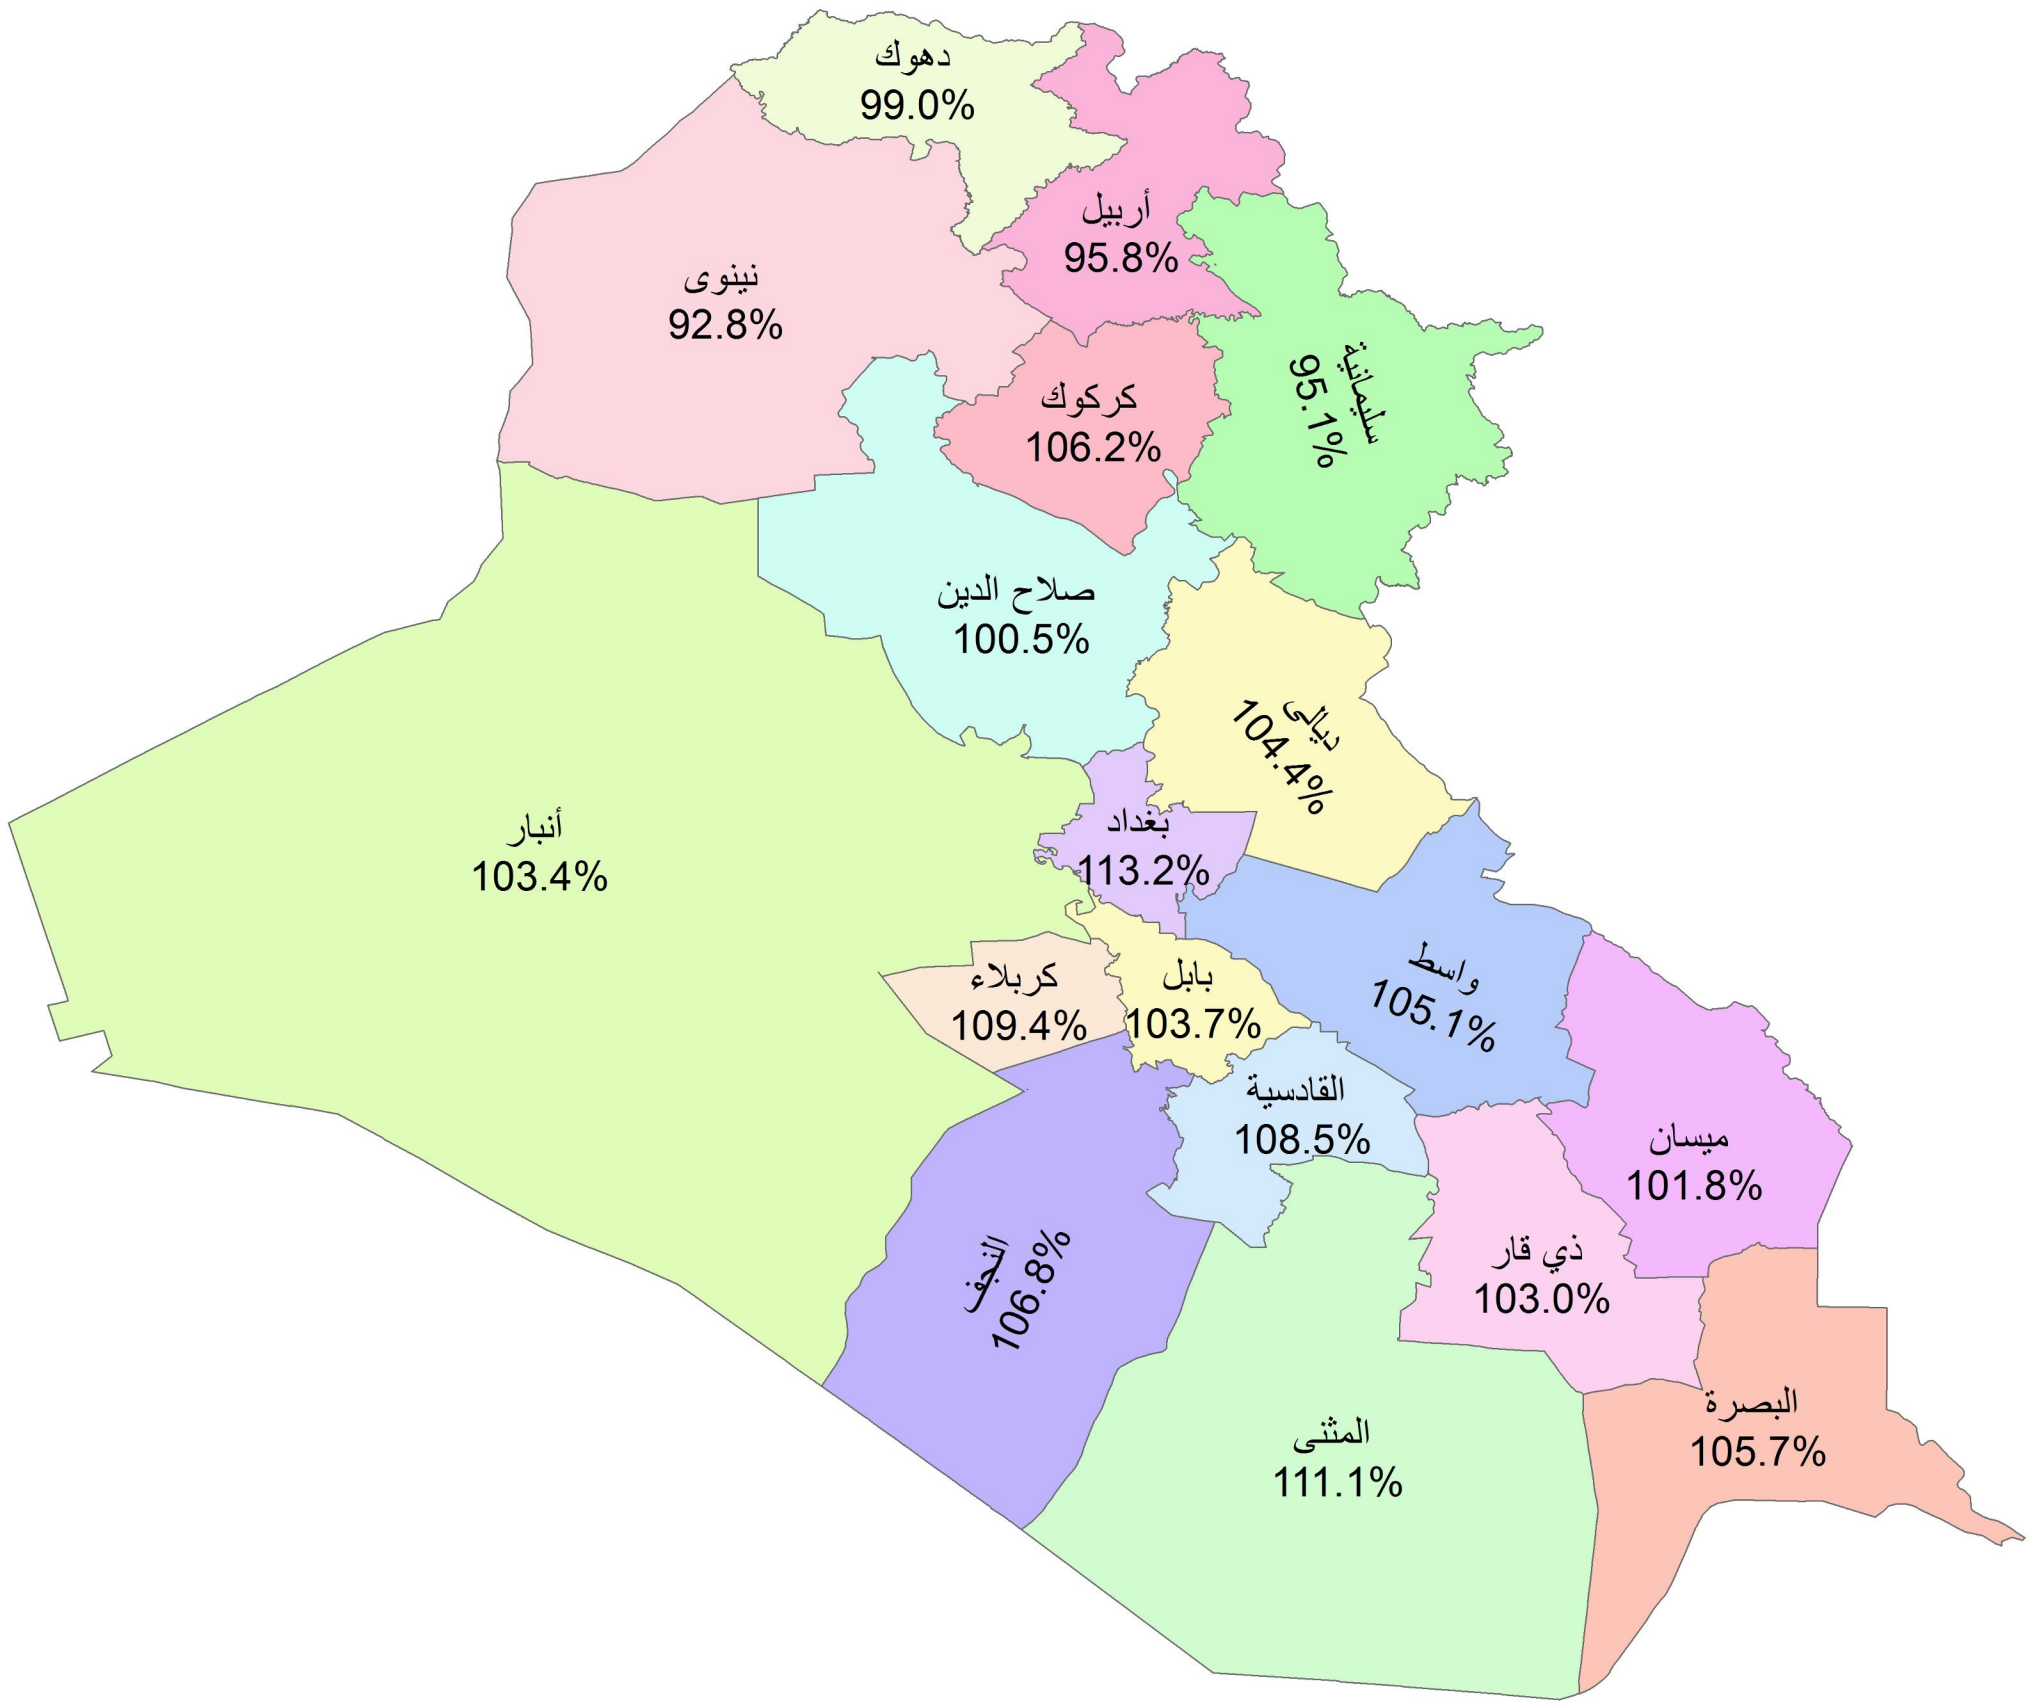 دهوك
99.0%
أربيل
95.8%
نينوى
92.8%
سليمانية
95.1%
كركوك
106.2%
صلاح الدين
100.5%
ديالى
104.4%
أنبار
103.4%
بغداد
113.2%
واسط
105.1%
بابل
103.7%
كربلاء
109.4%
القادسية
108.5%
ميسان
101.8%
النجف
106.8%
ذي قار
103.0%
البصرة
105.7%
المثنى
111.1%